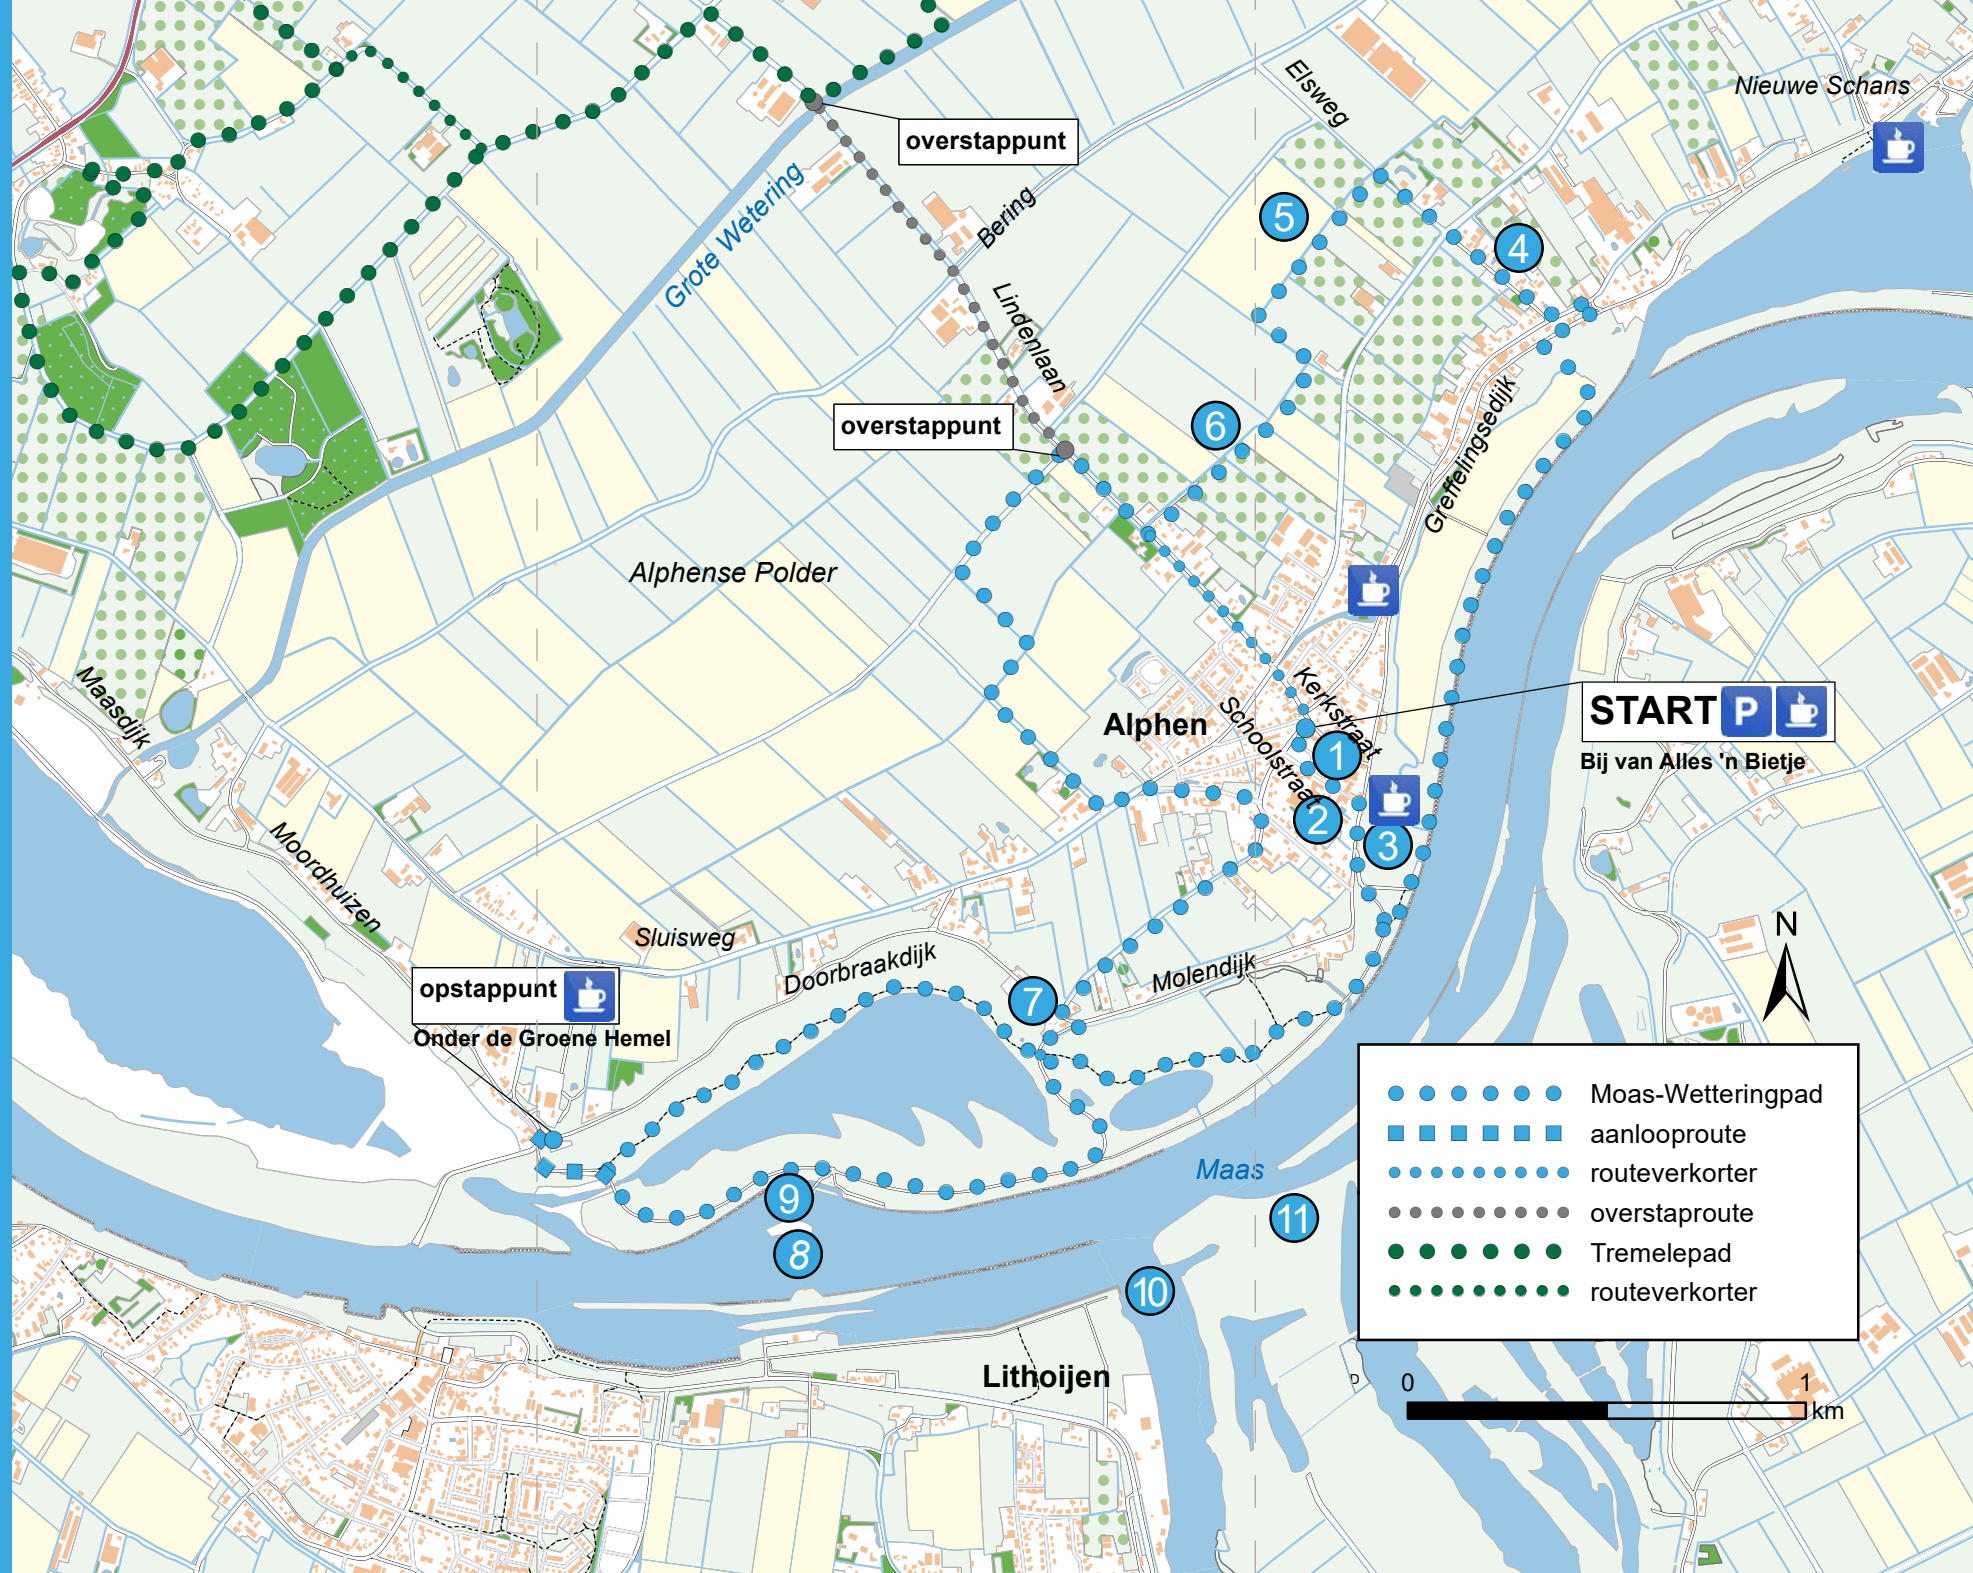 Nieuwe Schans
Elsweg
overstappunt
5
4
Grote Wetering
Bering
Lindenlaan
overstappunt
6
Greffelingsedijk
Alphense Polder
Maasdijk
Alphen
Kerkstraat
Schoolstraat
START P
Bij van Alles 'n Bietje
1
2
3
Moordhuizen
Sluisweg
Doorbraakdijk
Molendijk
N
opstappunt
Onder de Groene Hemel
7
Moas-Wetteringpad
aanlooproute
routeverkorter
overstaproute
Tremelepad
routeverkorter
Maas
9
8
11
10
Lithoijen
0 1
km